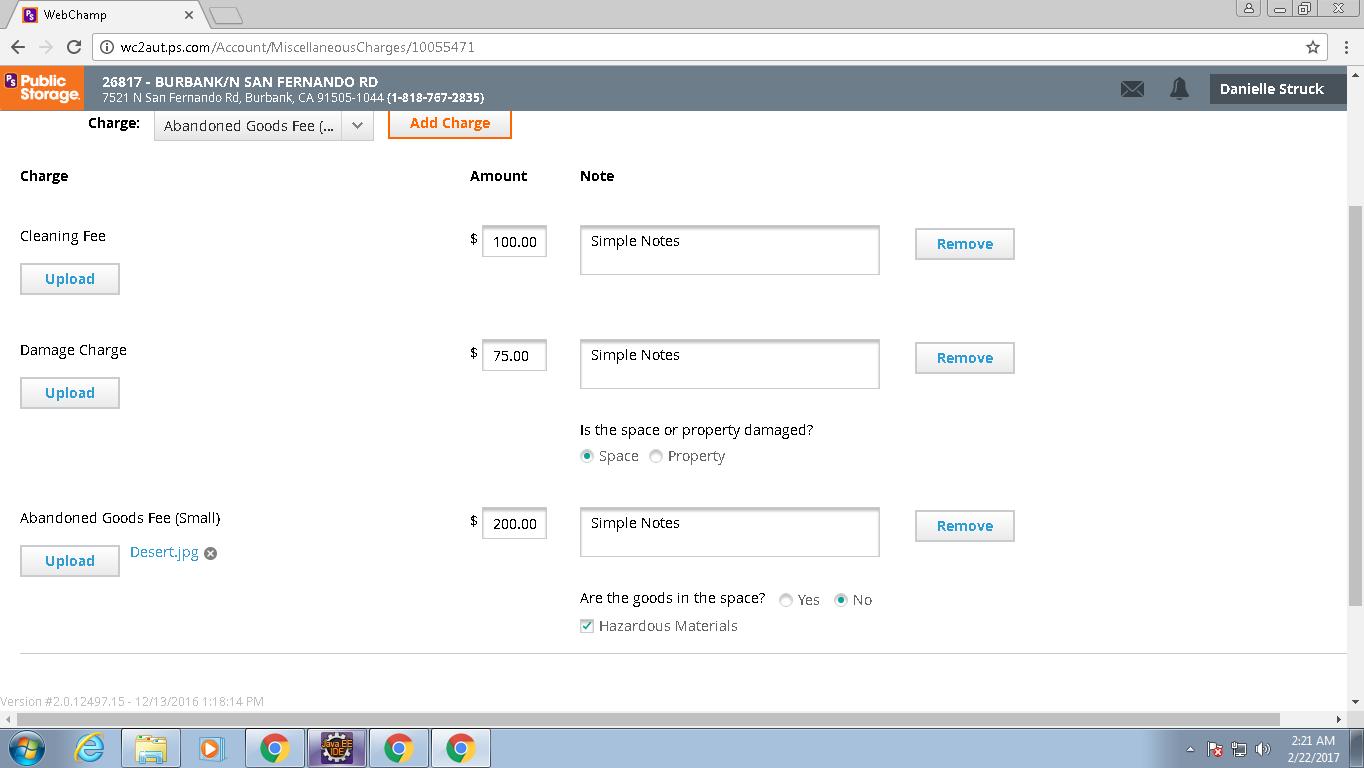 WebChamp
wc2aut.ps.com/Account/MiscellaneousCharges/10055471
Public Storage.
26817 - BURBANK/N SAN FERNANDO RD
7521 N San Fernando Rd, Burbank, CA 91505-1044 (1-818-767-2835)
Danielle Struck
Charge: Abandoned Goods Fee (... Add Charge
Charge Amount Note
Cleaning Fee $ 100.00 Simple Notes Remove
Upload
Damage Charge $ 75.00 Simple Notes Remove
Upload
Is the space or property damaged?
Space Property
Abandoned Goods Fee (Small) $ 200.00 Simple Notes Remove
Upload Desert.jpg
Are the goods in the space? Yes No
Hazardous Materials
Version #2.0.12497.15 - 12/13/2016 1:18:14 PM
Java EE
IDE
2:21 AM
2/22/2017